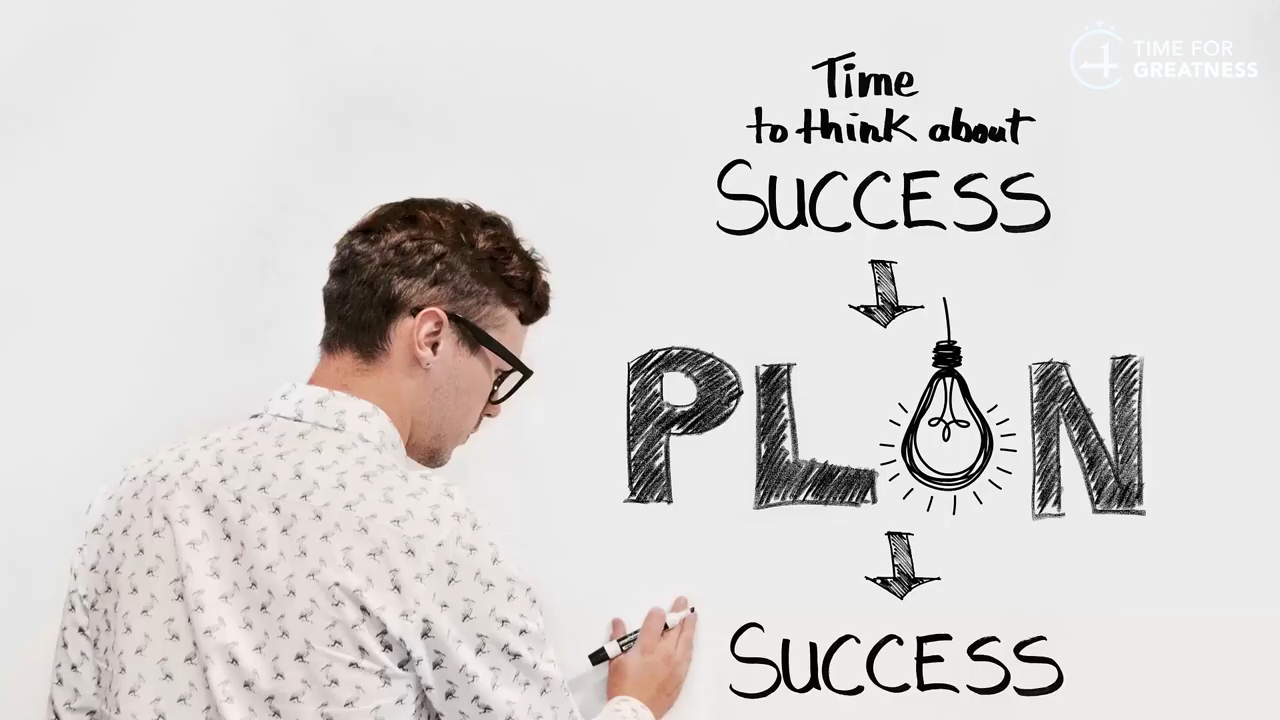 TIME FOR
GREATNESS
Time
to think about
SUCCESS
PLAN
SUCCESS